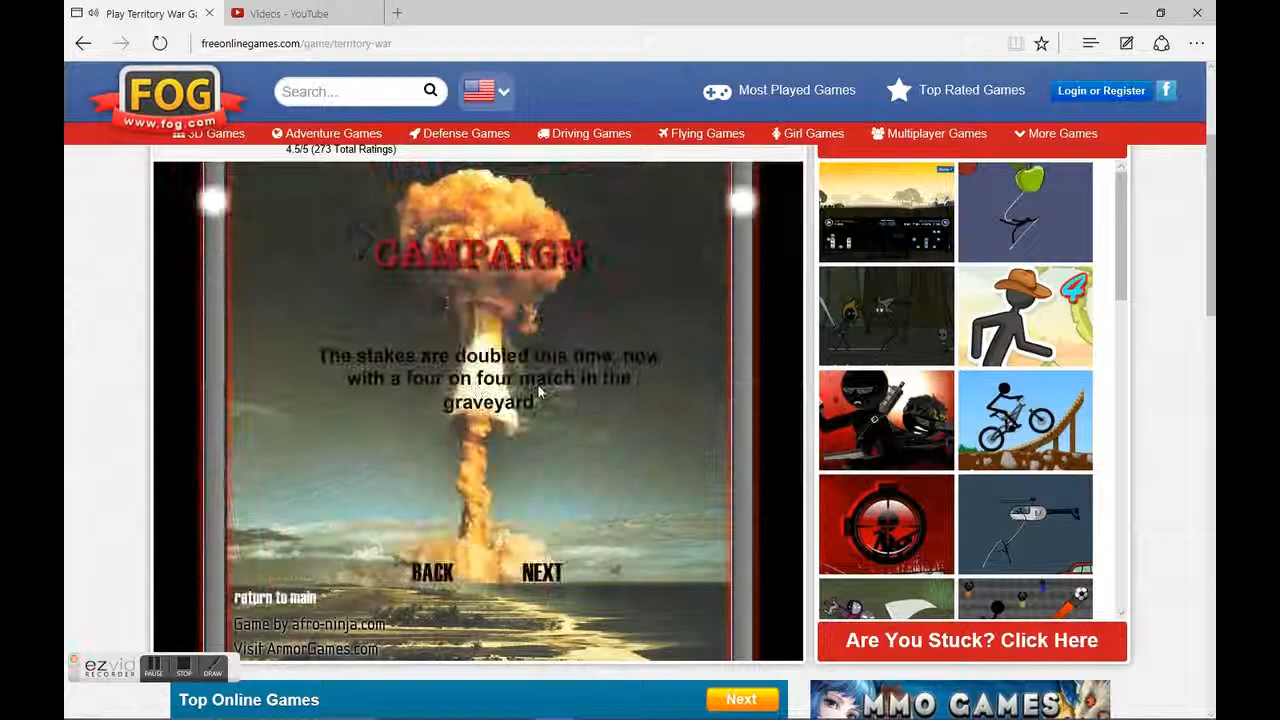 Play Territory War Ga
Videos - YouTube
freeonlinegames.com/game/territory-war
FOG
www.fog.com
Search...
Most Played Games
Top Rated Games
Login or Register
f
3D Games
Adventure Games
Defense Games
Driving Games
Flying Games
Girl Games
Multiplayer Games
More Games
4.5/5 (273 Total Ratings)
CAMPAIGN
The stakes are doubled this time, now
with a four on four match in the
graveyard
BACK
NEXT
return to main
Game by afro-ninja.com
Visit ArmorGames.com
4
Are You Stuck? Click Here
ezvid
RECORDER
PAUSE
STOP
DRAW
Top Online Games
Next
MMO GAMES